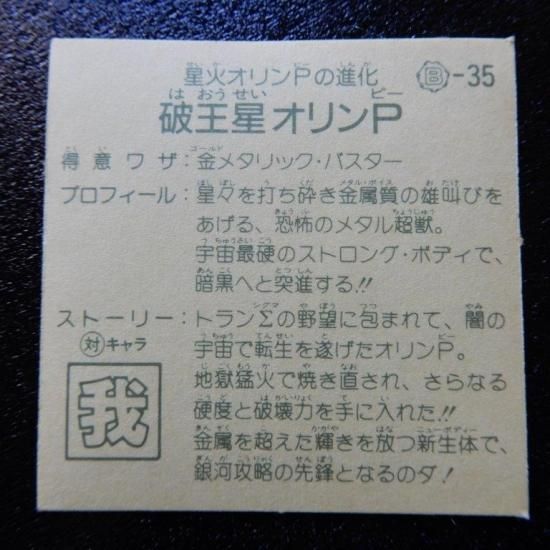 星火オリンPの進化 Ⓑ-35
破王星オリンP
得意ワザ:金メタリック・バスター
プロフィール:星々を打ち砕き金属質の雄叫びを
あげる、恐怖のメタル超獣。
宇宙最硬のストロング・ボディで、
暗黒へと突進する!!
ストーリー:トランΣの野望に包まれて、闇の
対キャラ 宇宙で転生を遂げたオリンP。
地獄猛火で焼き直され、さらなる
硬度と破壊力を手に入れた!!
我 金属を超えた輝きを放つ新生体で、
銀河攻略の先鋒となるのダ!